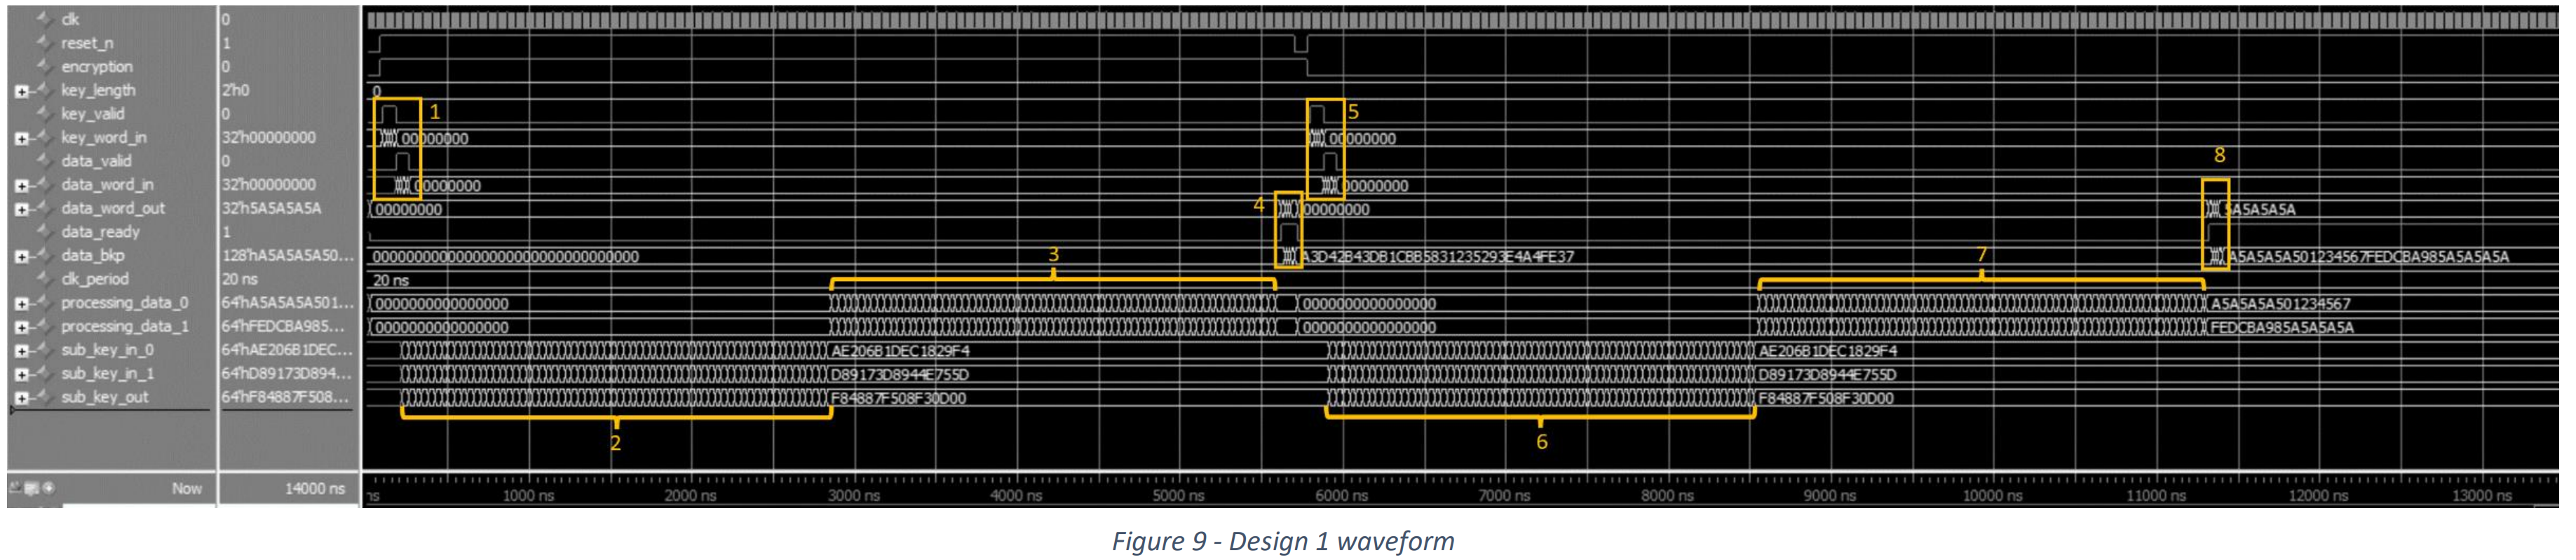 clk 0
reset_n 1
encryption 0
key_length 2'h0 0
key_valid 0 1 5
key_word_in 32'h00000000 00000000 00000000
data_valid 0 8
data_word_in 32'h00000000 00000000 00000000
data_word_out 32'h5A5A5A5A 00000000 4 00000000 5A5A5A5A
data_ready 1
data_bkp 128'hA5A5A5A50... 00000000000000000000000000000000 3 A3D42B43DB1CBB5831235293E4A4FE37 7 A5A5A5A501234567FEDCBA985A5A5A5A
clk_period 20 ns 20 ns
processing_data_0 64'hA5A5A5A501... 0000000000000000 0000000000000000 A5A5A5A501234567
processing_data_1 64'hFEDCBA985... 0000000000000000 0000000000000000 FEDCBA985A5A5A5A
sub_key_in_0 64'hAE206B1DEC... AE206B1DEC1829F4 AE206B1DEC1829F4
sub_key_in_1 64'hD89173D894... D89173D8944E755D D89173D8944E755D
sub_key_out 64'hF84887F508... F84887F508F30D00 F84887F508F30D00
2 6
Now 14000 ns ns 1000 ns 2000 ns 3000 ns 4000 ns 5000 ns 6000 ns 7000 ns 8000 ns 9000 ns 10000 ns 11000 ns 12000 ns 13000 ns
Figure 9 - Design 1 waveform